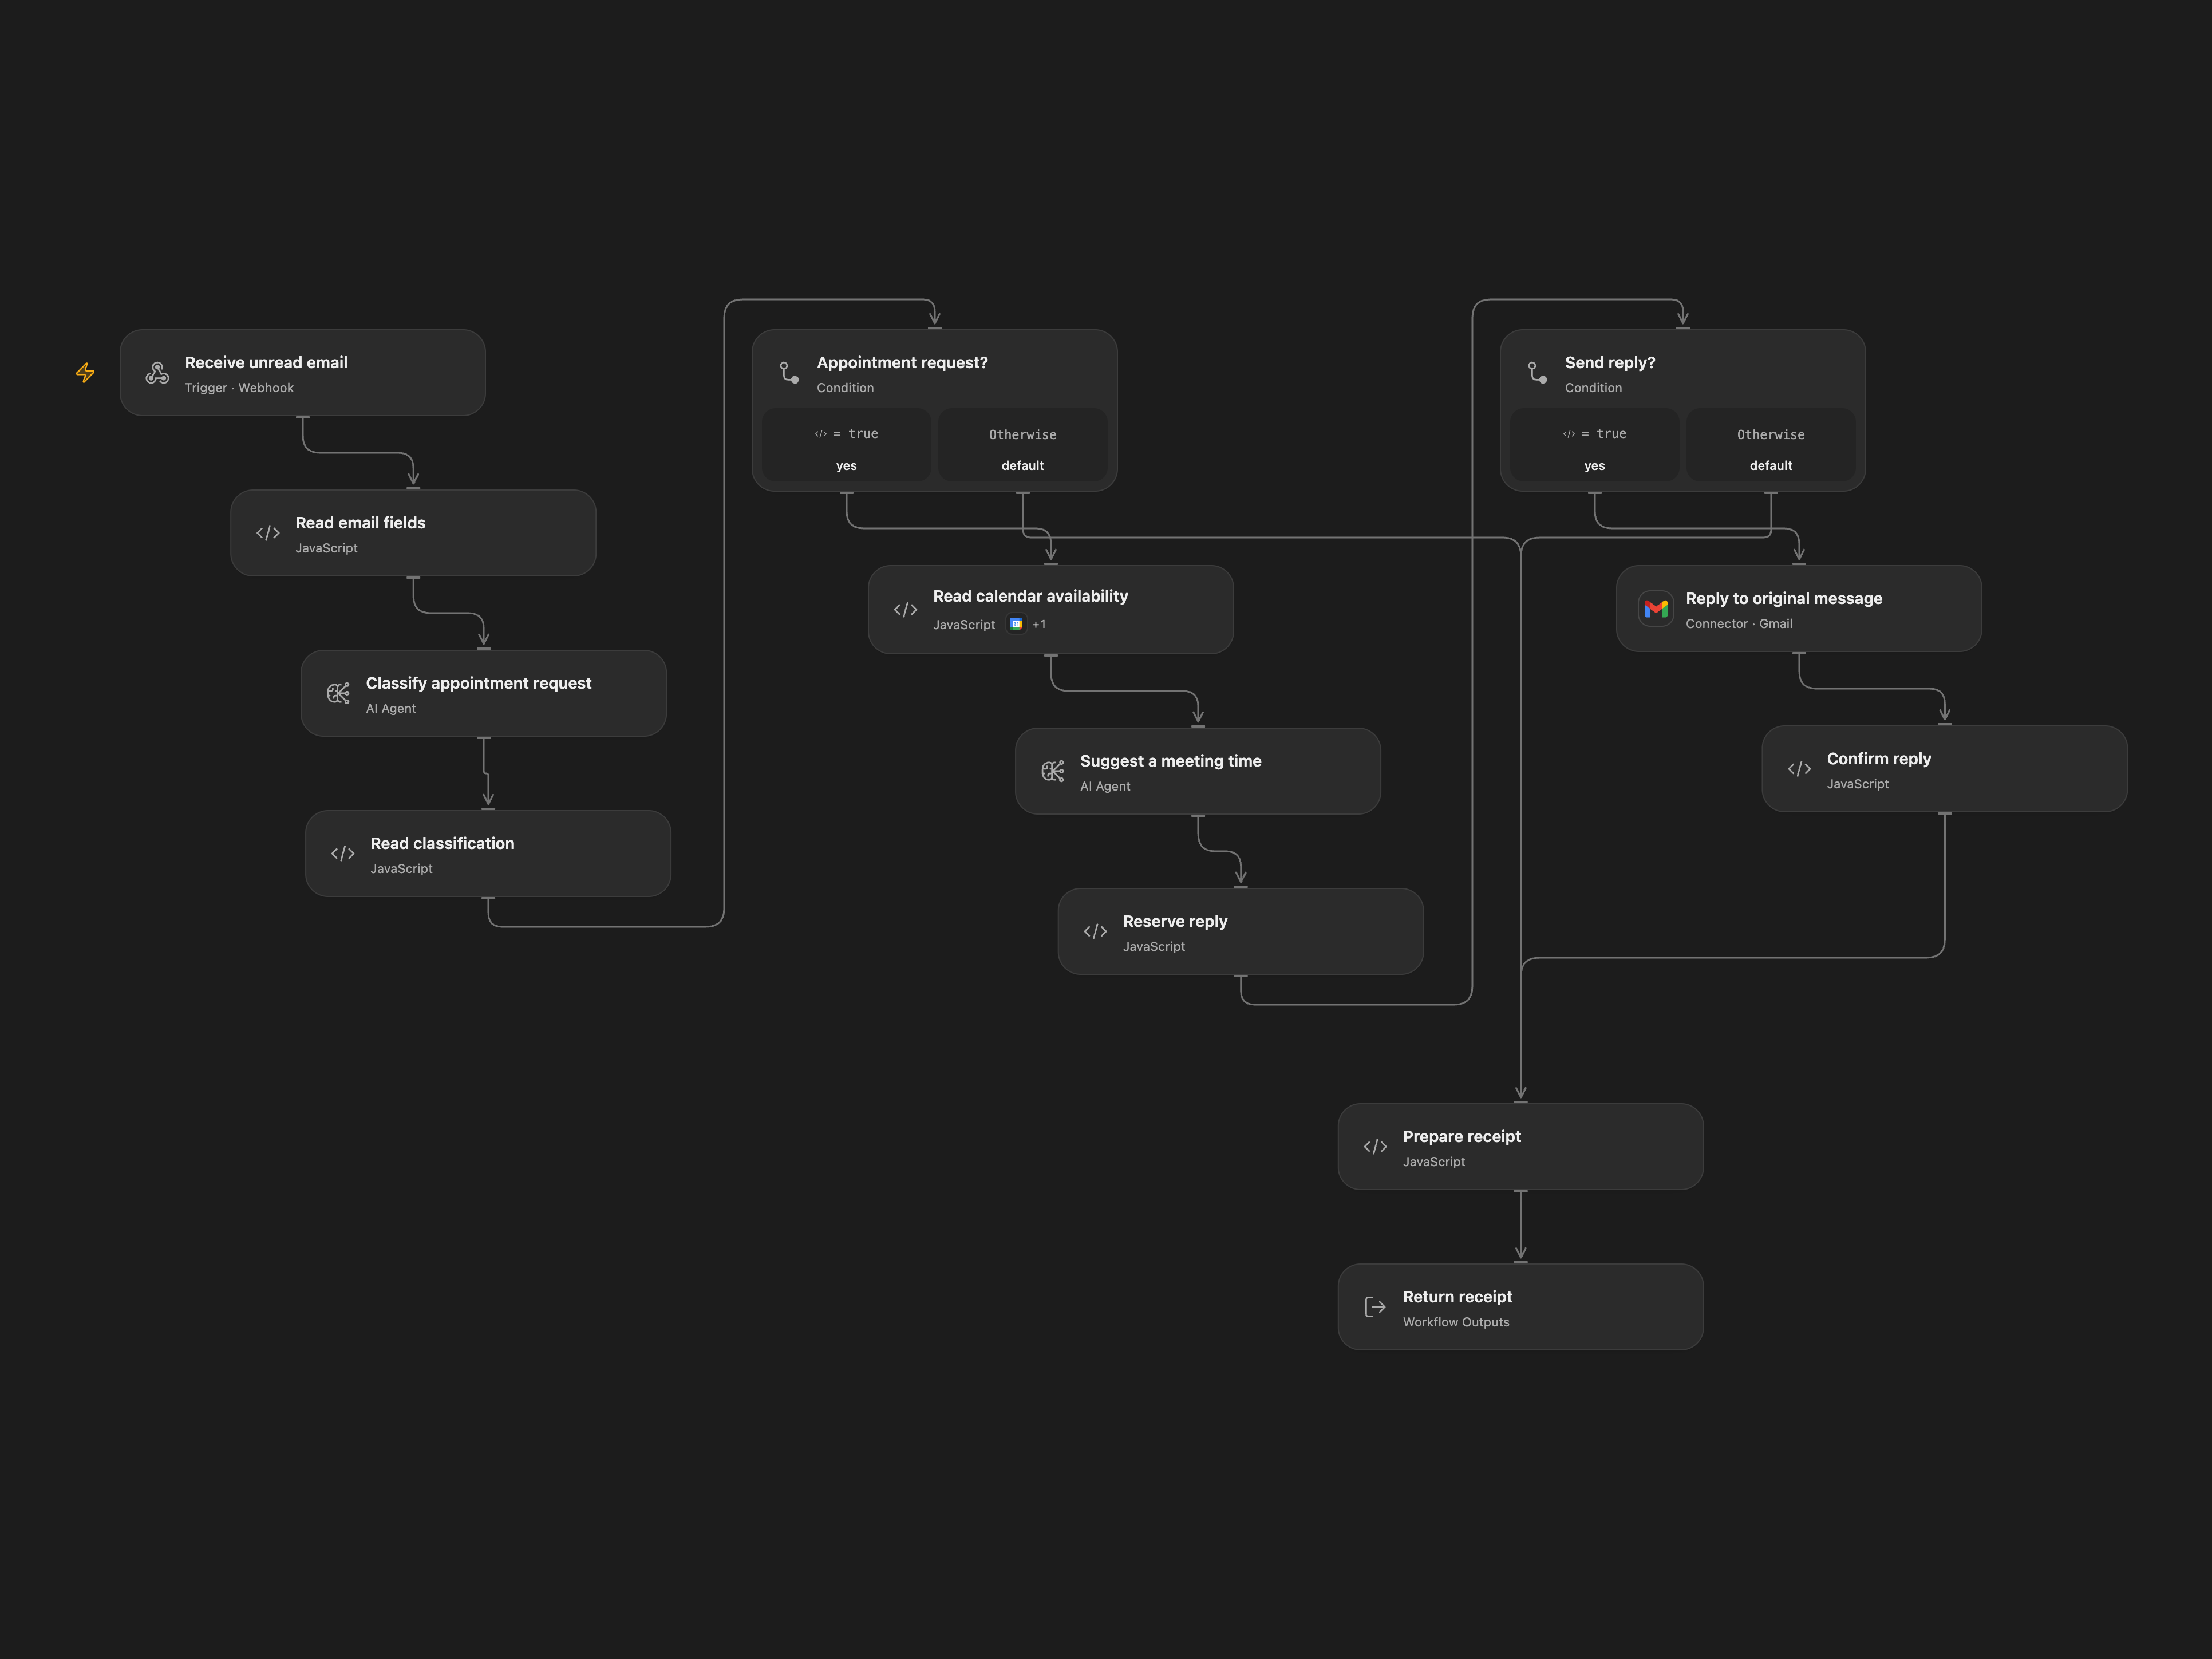 Receive unread email
Trigger · Webhook
Read email fields
JavaScript
Classify appointment request
AI Agent
Read classification
JavaScript
Appointment request?
Condition
</> = true
yes
Otherwise
default
Read calendar availability
JavaScript +1
Suggest a meeting time
AI Agent
Reserve reply
JavaScript
Send reply?
Condition
</> = true
yes
Otherwise
default
Reply to original message
Connector · Gmail
Confirm reply
JavaScript
Prepare receipt
JavaScript
Return receipt
Workflow Outputs